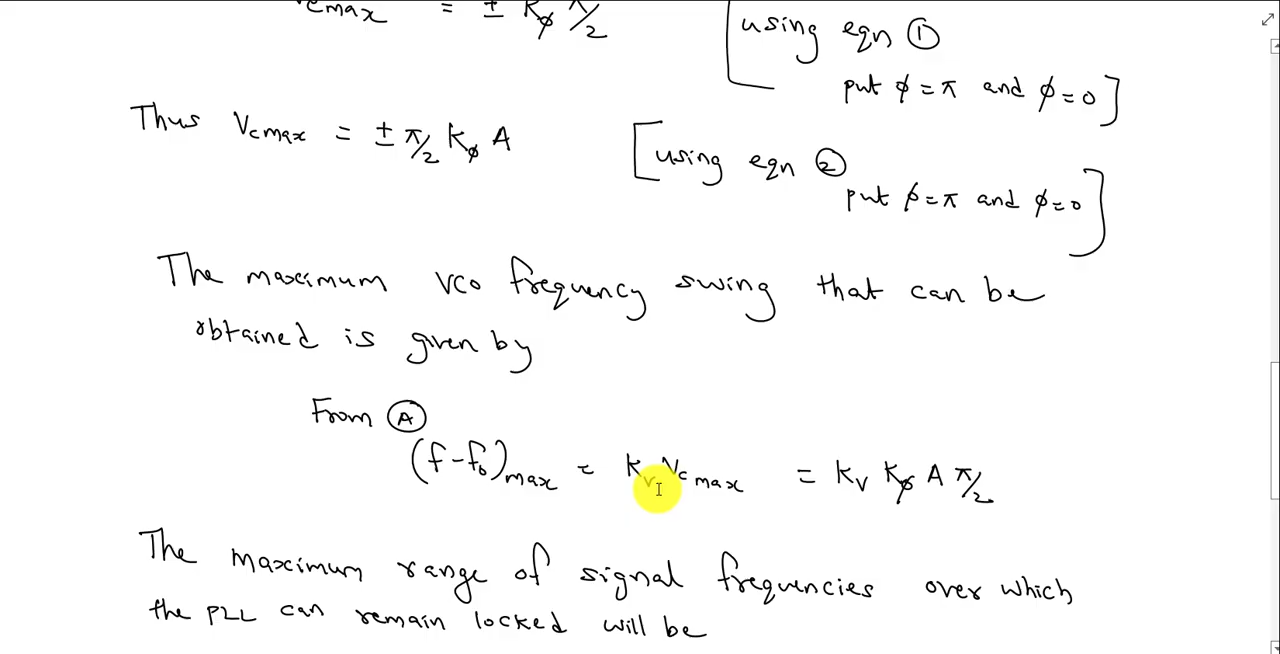 Vcmax = ± Kϕ π/2 [using eqn ①
put ϕ = π and ϕ = 0]
Thus Vcmax = ± π/2 Kϕ A [using eqn ②
put ϕ = π and ϕ = 0]
The maximum VCO frequency swing that can be
obtained is given by
From Ⓐ
(f - f₀)max = Kv Vc max = Kv Kϕ A π/2
The maximum range of signal frequencies over which
the PLL can remain locked will be